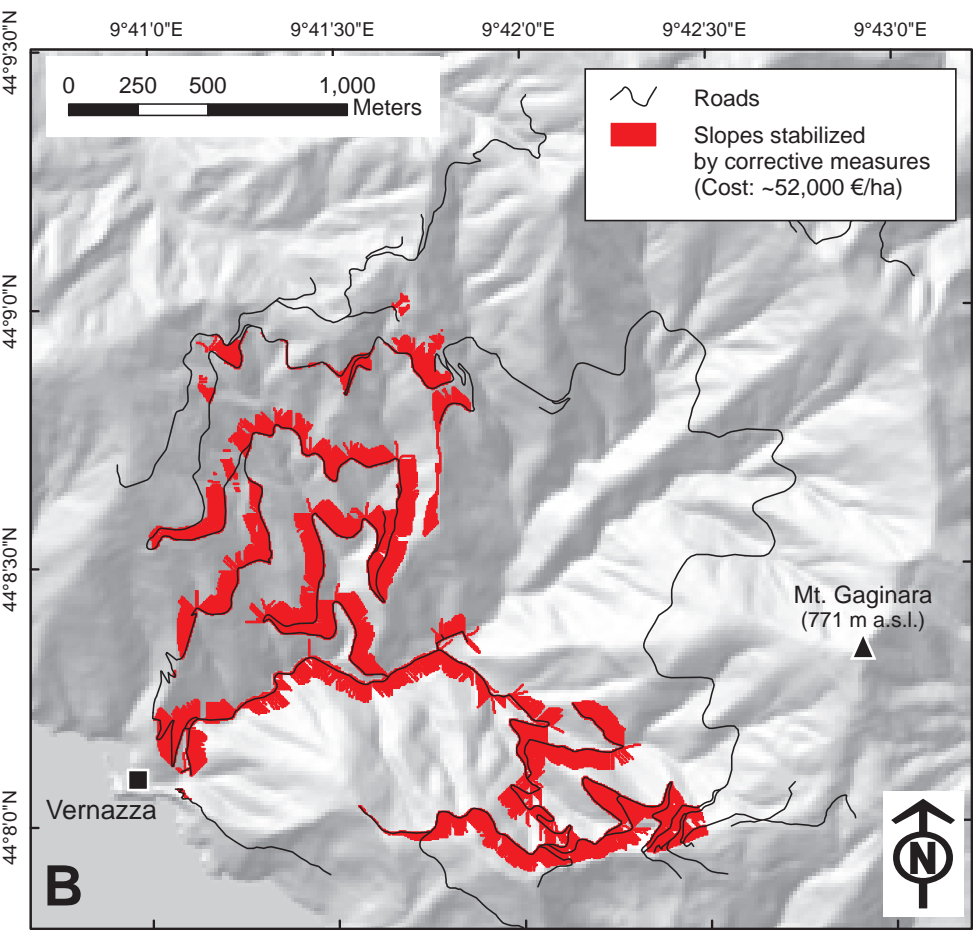 9°41'0"E 9°41'30"E 9°42'0"E 9°42'30"E 9°43'0"E
44°9'30"N
0 250 500 1,000
Meters
Roads
Slopes stabilized
by corrective measures
(Cost: ~52,000 €/ha)
44°9'0"N
44°8'30"N
Mt. Gaginara
(771 m a.s.l.)
Vernazza
44°8'0"N
B
N